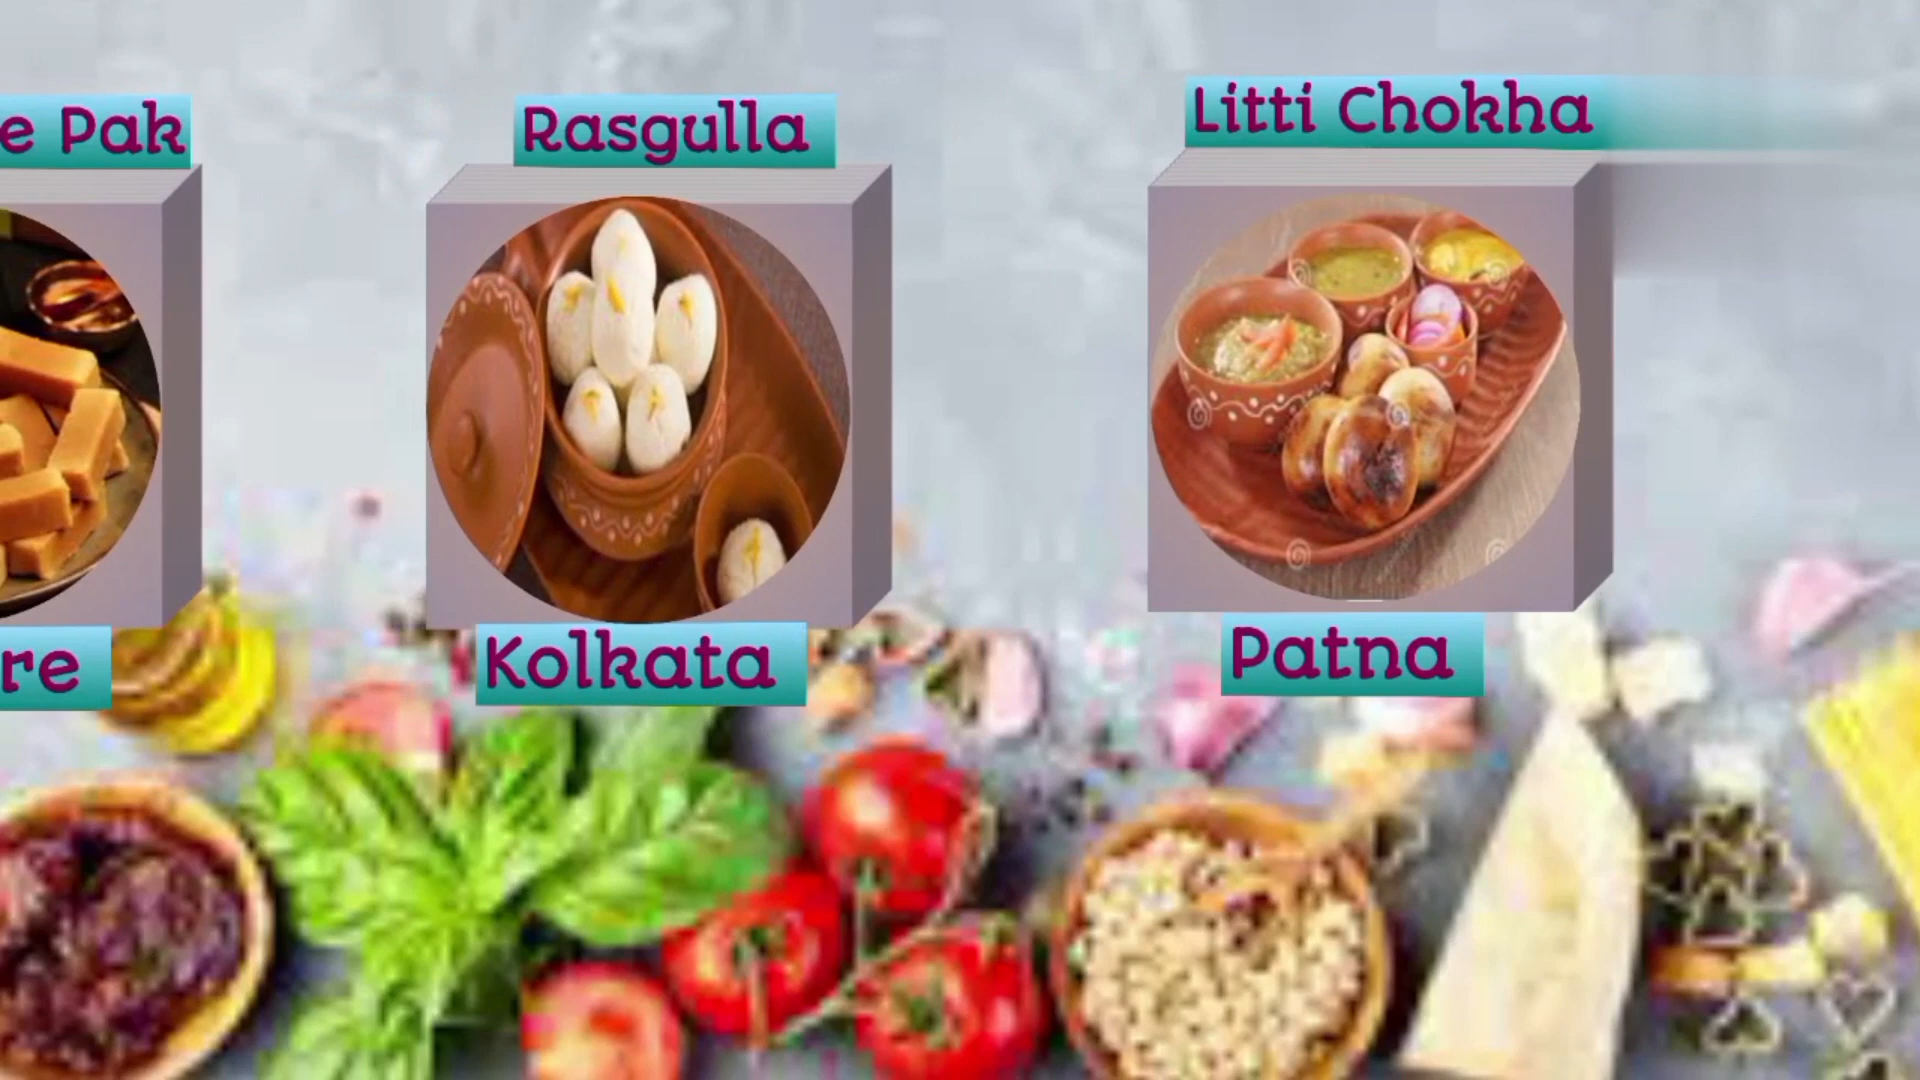 e Pak
Rasgulla
Litti Chokha
re
Kolkata
Patna